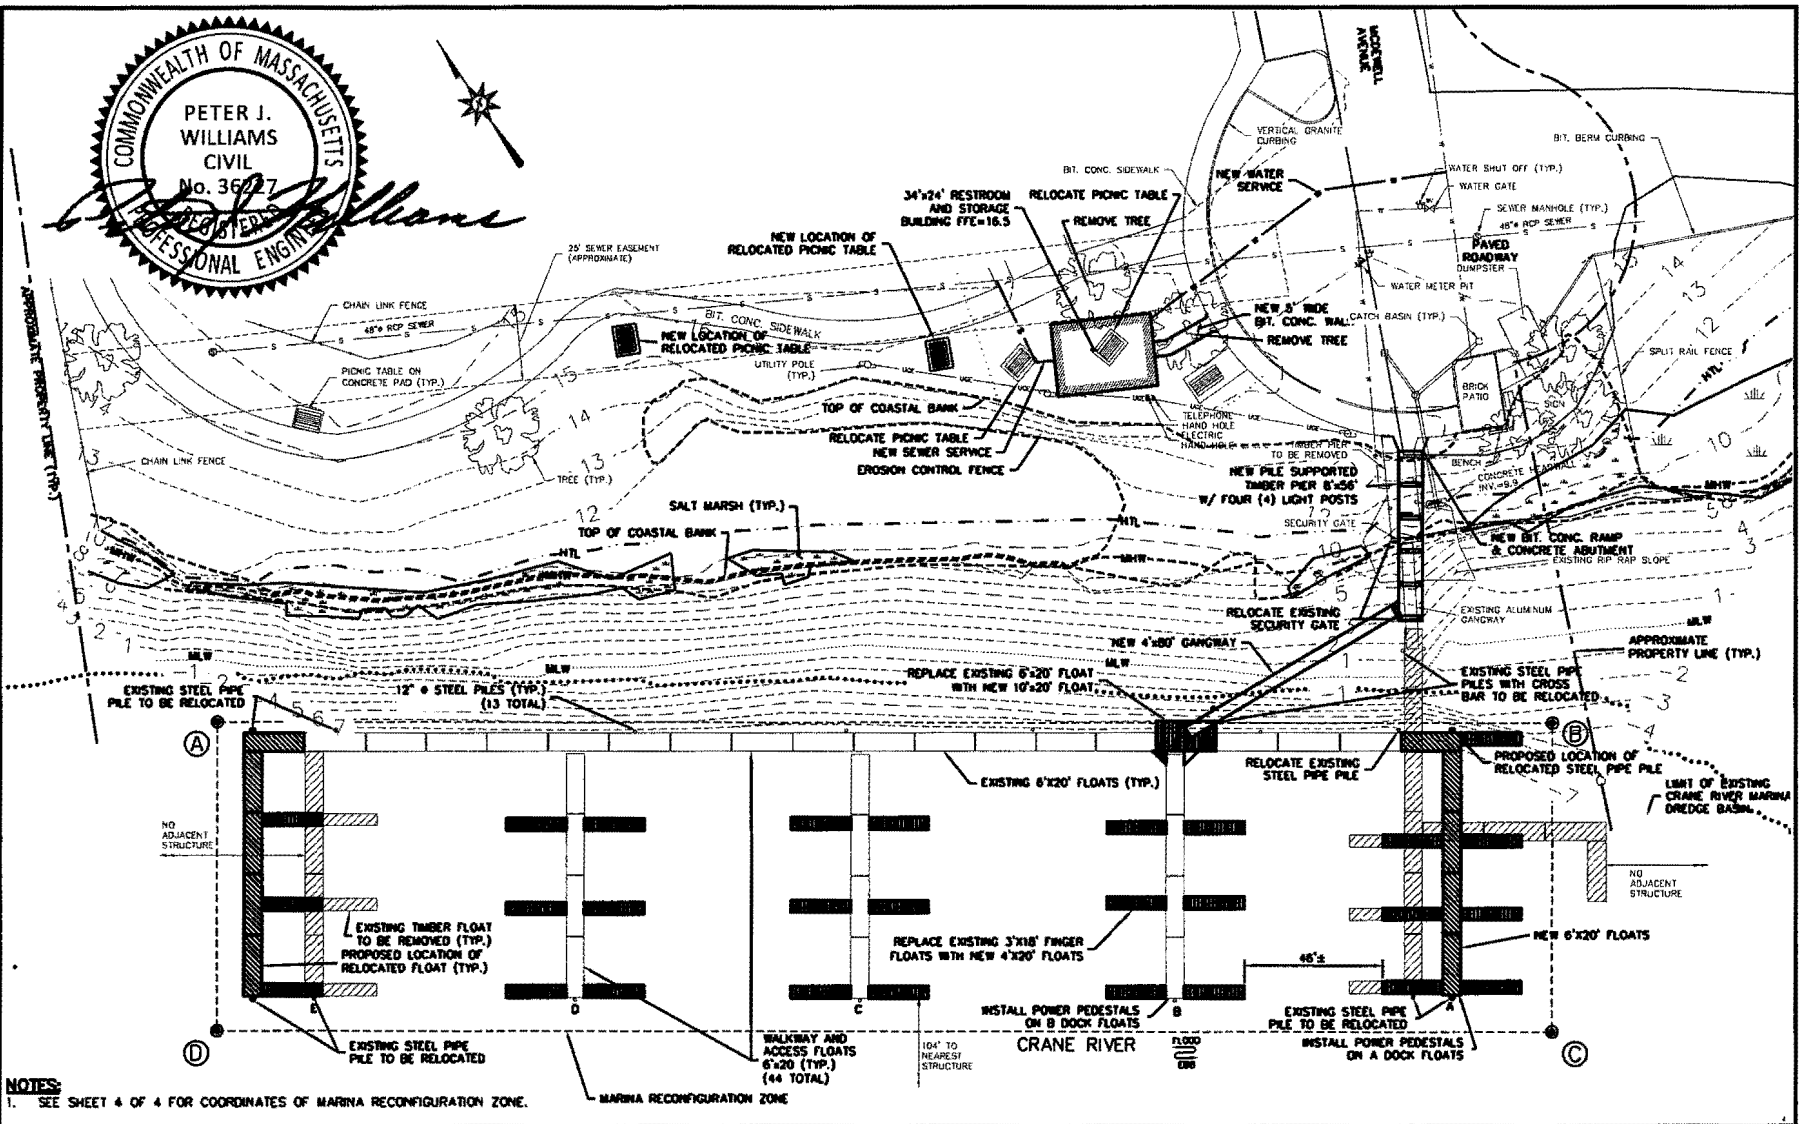 COMMONWEALTH OF MASSACHUSETTS
PETER J.
WILLIAMS
CIVIL
No. 36227
REGISTERED
PROFESSIONAL ENGINEER
MCDEWELL
AVENUE
VERTICAL GRANITE
CURBING
BIT. BERM CURBING
BIT. CONC. SIDEWALK
NEW WATER
SERVICE
WATER SHUT OFF (TYP.)
WATER GATE
34'x24' RESTROOM
AND STORAGE
BUILDING FFE=16.5
RELOCATE PICNIC TABLE
REMOVE TREE
SEWER MANHOLE (TYP.)
48"ø RCP SEWER
NEW LOCATION OF
RELOCATED PICNIC TABLE
25' SEWER EASEMENT
(APPROXIMATE)
PAVED
ROADWAY
DUMPSTER
WATER METER PIT
APPROXIMATE PROPERTY LINE (TYP.)
CHAIN LINK FENCE
48"ø RCP SEWER
BIT. CONC. SIDEWALK
NEW LOCATION OF
RELOCATED PICNIC TABLE
NEW 5' WIDE
BIT. CONC. WALK
CATCH BASIN (TYP.)
REMOVE TREE
SPLIT RAIL FENCE
HTL
PICNIC TABLE ON
CONCRETE PAD (TYP.)
UTILITY POLE
(TYP.)
BRICK
PATIO
SIGN
TOP OF COASTAL BANK
TELEPHONE
HAND HOLE
ELECTRIC
HAND HOLE
RELOCATE PICNIC TABLE
NEW SEWER SERVICE
EROSION CONTROL FENCE
TIMBER PIER
TO BE REMOVED
BENCH
CONCRETE HEADWALL
INV.=9.9
CHAIN LINK FENCE
TREE (TYP.)
NEW PILE SUPPORTED
TIMBER PIER 8'x56'
W/ FOUR (4) LIGHT POSTS
MHW
SALT MARSH (TYP.)
SECURITY GATE
HTL
TOP OF COASTAL BANK
NEW BIT. CONC. RAMP
& CONCRETE ABUTMENT
EXISTING RIP RAP SLOPE
HTL
MHW
MHW
MHW
RELOCATE EXISTING
SECURITY GATE
EXISTING ALUMINUM
GANGWAY
MLW
NEW 4'x80' GANGWAY
APPROXIMATE
PROPERTY LINE (TYP.)
MLW
MLW
MLW
REPLACE EXISTING 6'x20' FLOAT
WITH NEW 10'x20' FLOAT
EXISTING STEEL PIPE
PILES WITH CROSS
BAR TO BE RELOCATED
EXISTING STEEL PIPE
PILE TO BE RELOCATED
12" ø STEEL PILES (TYP.)
(13 TOTAL)
A
B
EXISTING 6'X20' FLOATS (TYP.)
RELOCATE EXISTING
STEEL PIPE PILE
PROPOSED LOCATION OF
RELOCATED STEEL PIPE PILE
LIMIT OF EXISTING
CRANE RIVER MARINA
DREDGE BASIN
NO
ADJACENT
STRUCTURE
NO
ADJACENT
STRUCTURE
EXISTING TIMBER FLOAT
TO BE REMOVED (TYP.)
PROPOSED LOCATION OF
RELOCATED FLOAT (TYP.)
REPLACE EXISTING 3'X18' FINGER
FLOATS WITH NEW 4'X20' FLOATS
NEW 6'X20' FLOATS
46'±
E
D
C
B
A
INSTALL POWER PEDESTALS
ON B DOCK FLOATS
EXISTING STEEL PIPE
PILE TO BE RELOCATED
INSTALL POWER PEDESTALS
ON A DOCK FLOATS
D
C
EXISTING STEEL PIPE
PILE TO BE RELOCATED
WALKWAY AND
ACCESS FLOATS
6'x20 (TYP.)
(44 TOTAL)
104' TO
NEAREST
STRUCTURE
CRANE RIVER
FLOOD
EBB
MARINA RECONFIGURATION ZONE
NOTES:
1. SEE SHEET 4 OF 4 FOR COORDINATES OF MARINA RECONFIGURATION ZONE.